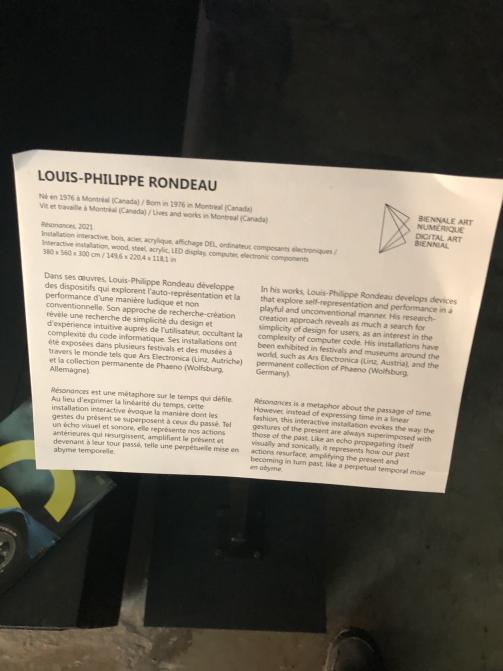 LOUIS-PHILIPPE RONDEAU
Né en 1976 à Montréal (Canada) / Born in 1976 in Montreal (Canada)
Vit et travaille à Montréal (Canada) / Lives and works in Montreal (Canada)
BIENNALE ART
NUMÉRIQUE
DIGITAL ART
BIENNIAL
Résonances, 2021
Installation interactive, bois, acier, acrylique, affichage DEL, ordinateur, composants électroniques /
Interactive installation, wood, steel, acrylic, LED display, computer, electronic components
380 x 560 x 300 cm / 149,6 x 220,4 x 118,1 in
Dans ses œuvres, Louis-Philippe Rondeau développe
des dispositifs qui explorent l'auto-représentation et la
performance d'une manière ludique et non
conventionnelle. Son approche de recherche-création
révèle une recherche de simplicité du design et
d'expérience intuitive auprès de l'utilisateur, occultant la
complexité du code informatique. Ses installations ont
été exposées dans plusieurs festivals et des musées à
travers le monde tels que Ars Electronica (Linz, Autriche)
et la collection permanente de Phaeno (Wolfsburg,
Allemagne).
Résonances est une métaphore sur le temps qui défile.
Au lieu d'exprimer la linéarité du temps, cette
installation interactive évoque la manière dont les
gestes du présent se superposent à ceux du passé. Tel
un écho visuel et sonore, elle représente nos actions
antérieures qui resurgissent, amplifiant le présent et
devenant à leur tour passé, telle une perpétuelle mise en
abyme temporelle.
In his works, Louis-Philippe Rondeau develops devices
that explore self-representation and performance in a
playful and unconventional manner. His research-
creation approach reveals as much a search for
simplicity of design for users, as an interest in the
complexity of computer code. His installations have
been exhibited in festivals and museums around the
world, such as Ars Electronica (Linz, Austria), and the
permanent collection of Phaeno (Wolfsburg,
Germany).
Résonances is a metaphor about the passage of time.
However, instead of expressing time in a linear
fashion, this interactive installation evokes the way the
gestures of the present are always superimposed with
those of the past. Like an echo propagating itself
visually and sonically, it represents how our past
actions resurface, amplifying the present and
becoming in turn past, like a perpetual temporal mise
en abyme.